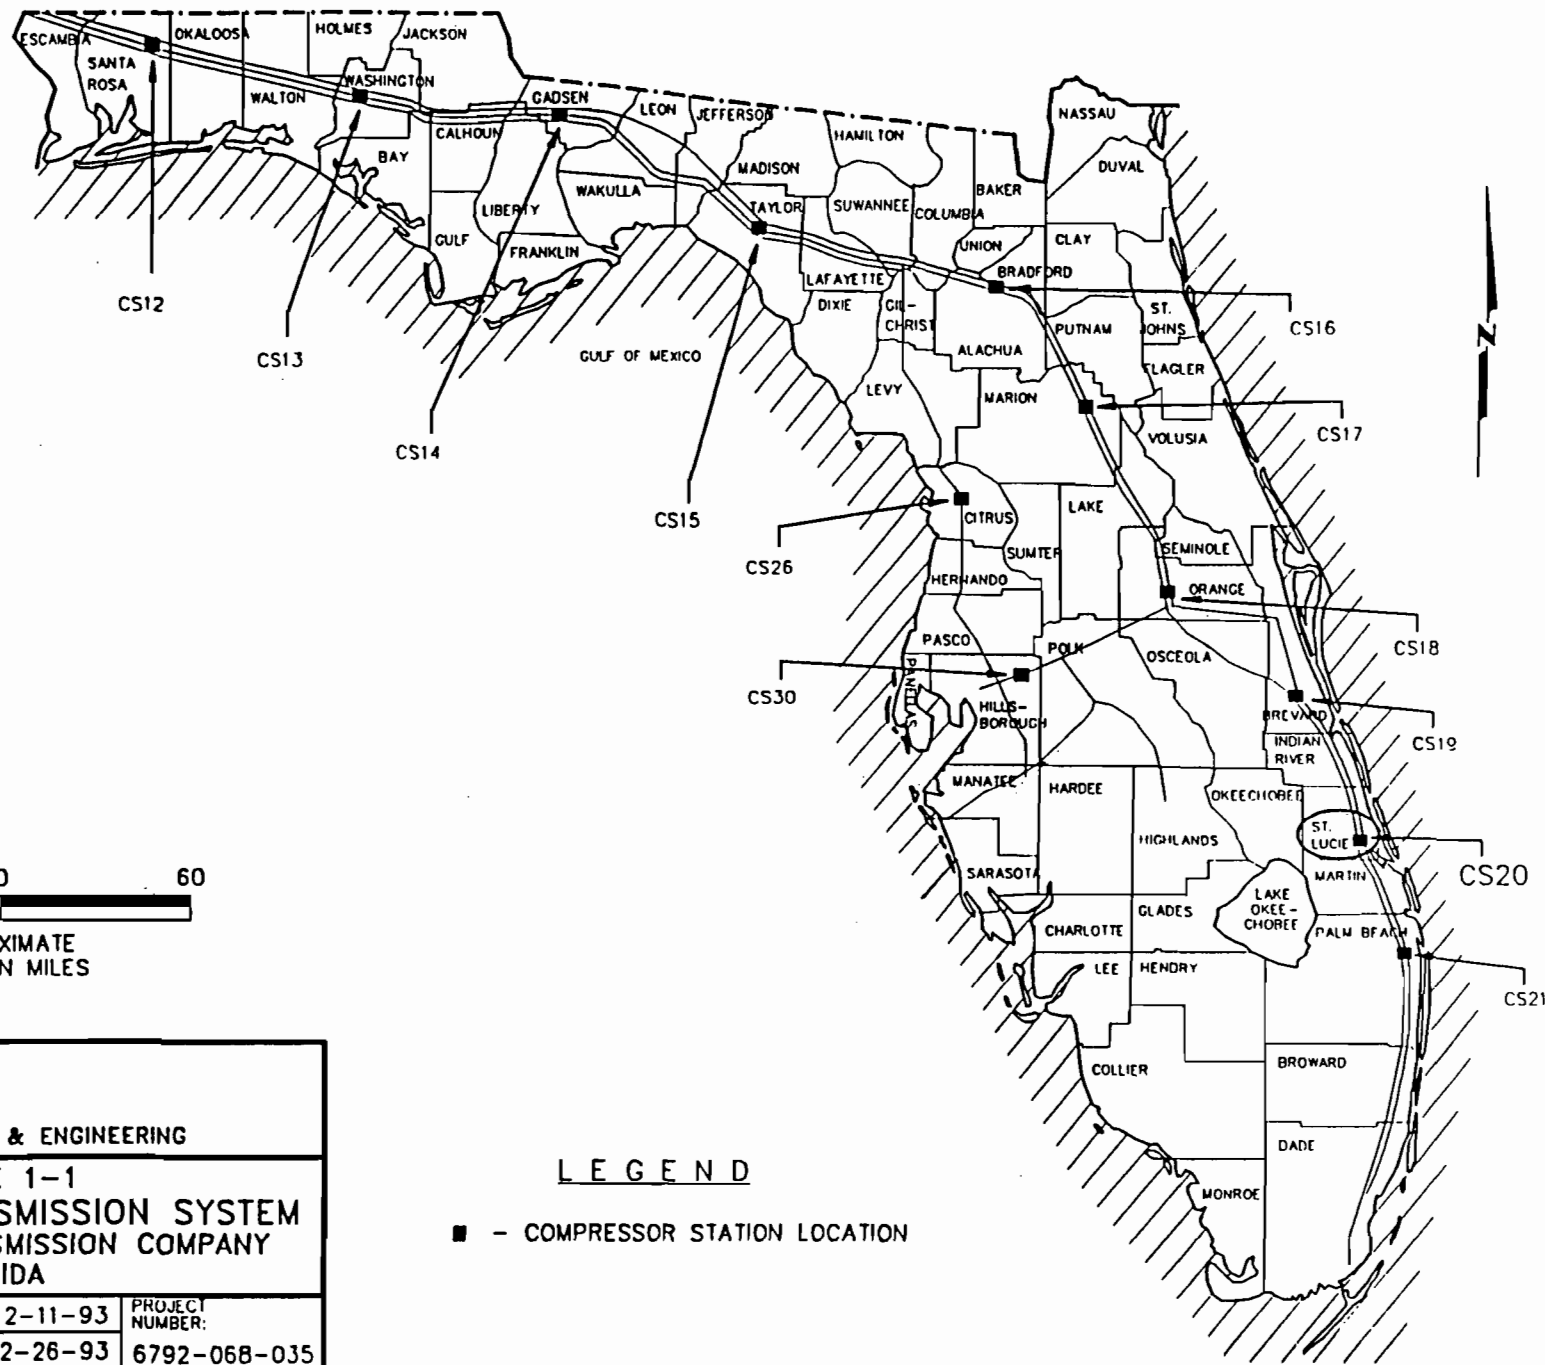 ESCAMBIA
SANTA
ROSA
OKALOOSA
WALTON
HOLMES
WASHINGTON
JACKSON
BAY
CALHOUN
GULF
GADSEN
LIBERTY
FRANKLIN
LEON
WAKULLA
JEFFERSON
MADISON
TAYLOR
HAMILTON
SUWANNEE
LAFAYETTE
DIXIE
COLUMBIA
BAKER
UNION
BRADFORD
GIL-
CHRIST
ALACHUA
LEVY
MARION
NASSAU
DUVAL
CLAY
ST.
JOHNS
PUTNAM
FLAGLER
VOLUSIA
CITRUS
SUMTER
LAKE
HERNANDO
PASCO
SEMINOLE
ORANGE
OSCEOLA
POLK
HILLS-
BOROUGH
BREVARD
INDIAN
RIVER
MANATEE
HARDEE
OKEECHOBEE
HIGHLANDS
ST.
LUCIE
SARASOTA
MARTIN
GLADES
LAKE
OKEE-
CHOBEE
CHARLOTTE
PALM BEACH
LEE
HENDRY
COLLIER
BROWARD
DADE
MONROE
GULF OF MEXICO
CS12
CS13
CS14
CS15
CS16
CS17
CS26
CS18
CS30
CS19
CS20
CS21
N
0 60
XIMATE
N MILES
& ENGINEERING
E 1-1
SMISSION SYSTEM
SMISSION COMPANY
IDA
2-11-93
2-26-93
PROJECT
NUMBER:
6792-068-035
LEGEND
- COMPRESSOR STATION LOCATION